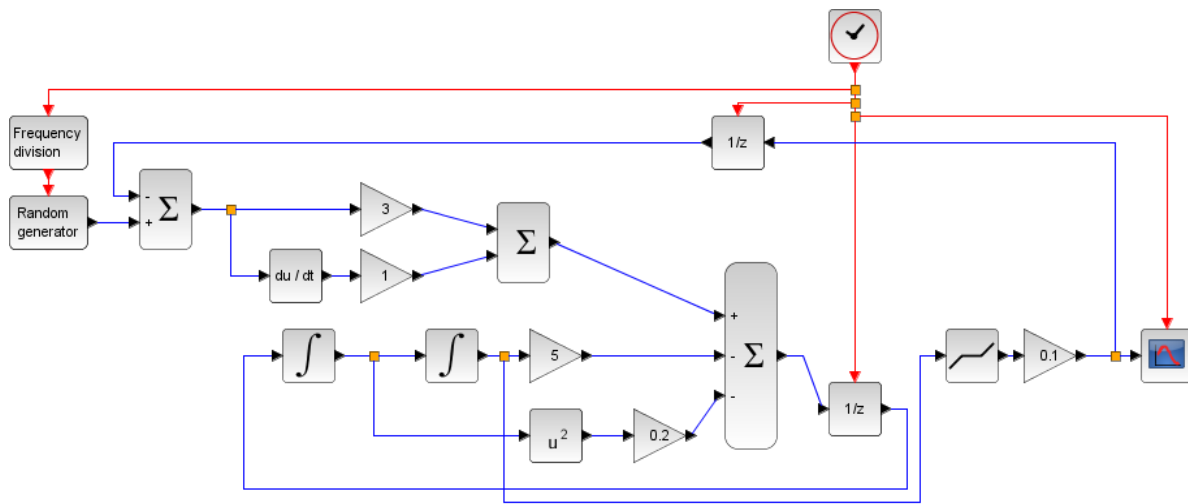 Frequency
division
1/z
-
+
Σ
Random
generator
3
Σ
du / dt
1
+
-
-
Σ
∫
∫
5
0.1
1/z
u²
0.2